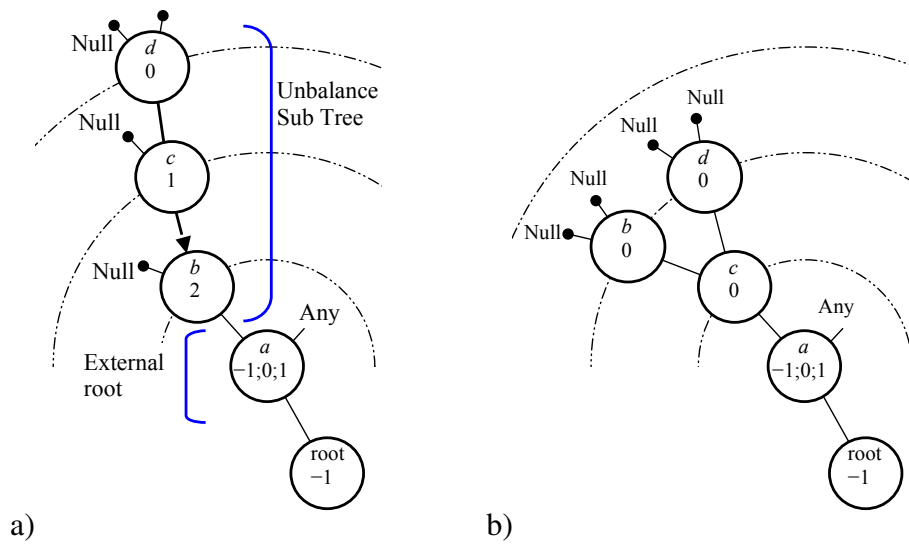 Null
d
0
Unbalance
Sub Tree
Null
c
1
Null
b
2
Any
External
root
a
−1;0;1
root
−1
a)
Null
Null
d
0
Null
Null
b
0
c
0
Any
a
−1;0;1
root
−1
b)